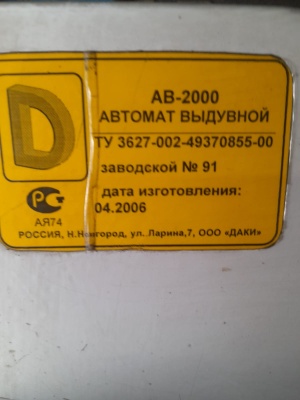 D
АВ-2000
АВТОМАТ ВЫДУВНОЙ
ТУ 3627-002-49370855-00
заводской № 91
дата изготовления:
04.2006
РС
АЯ74
РОССИЯ, Н.Новгород, ул..Ларина,7, ООО «ДАКИ»